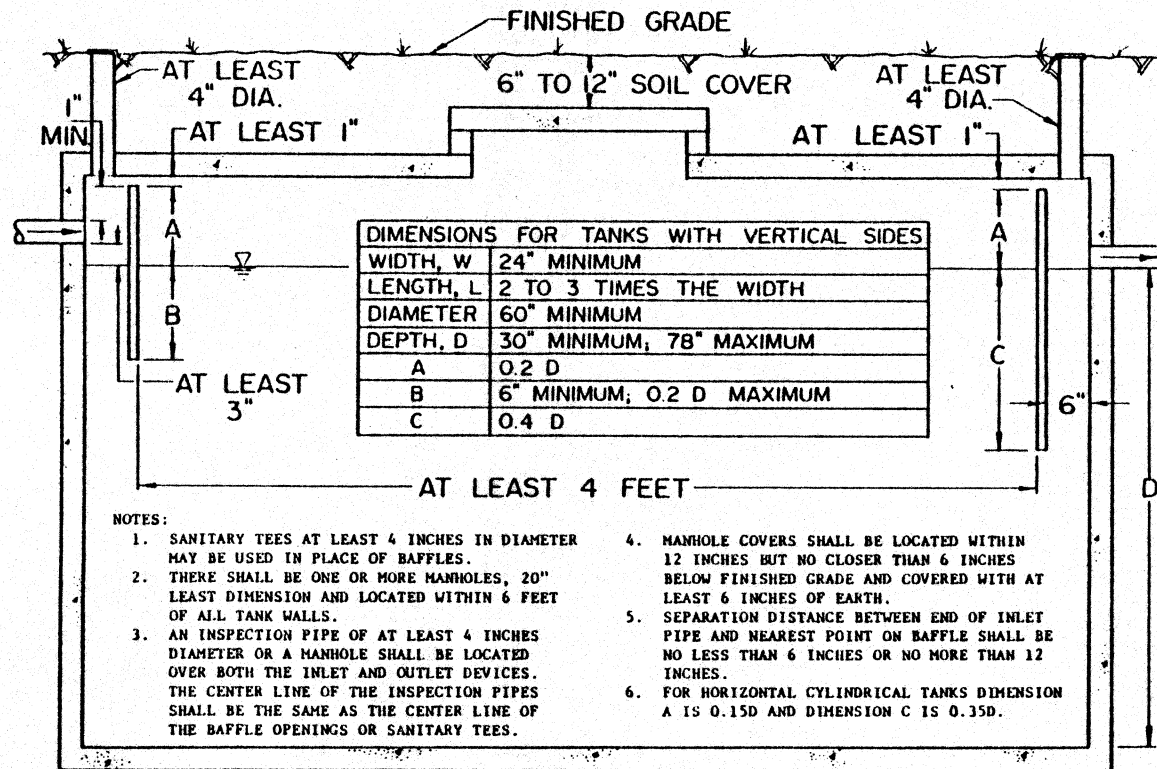 FINISHED GRADE
AT LEAST
4" DIA.
6" TO 12" SOIL COVER
AT LEAST
4" DIA.
1"
MIN.
AT LEAST 1"
AT LEAST 1"
A
A
DIMENSIONS FOR TANKS WITH VERTICAL SIDES
WIDTH, W 24" MINIMUM
LENGTH, L 2 TO 3 TIMES THE WIDTH
DIAMETER 60" MINIMUM
DEPTH, D 30" MINIMUM; 78" MAXIMUM
A 0.2 D
B 6" MINIMUM; 0.2 D MAXIMUM
C 0.4 D
B
C
AT LEAST
3"
6"
AT LEAST 4 FEET
D
NOTES:
1. SANITARY TEES AT LEAST 4 INCHES IN DIAMETER
MAY BE USED IN PLACE OF BAFFLES.
2. THERE SHALL BE ONE OR MORE MANHOLES, 20"
LEAST DIMENSION AND LOCATED WITHIN 6 FEET
OF ALL TANK WALLS.
3. AN INSPECTION PIPE OF AT LEAST 4 INCHES
DIAMETER OR A MANHOLE SHALL BE LOCATED
OVER BOTH THE INLET AND OUTLET DEVICES.
THE CENTER LINE OF THE INSPECTION PIPES
SHALL BE THE SAME AS THE CENTER LINE OF
THE BAFFLE OPENINGS OR SANITARY TEES.
4. MANHOLE COVERS SHALL BE LOCATED WITHIN
12 INCHES BUT NO CLOSER THAN 6 INCHES
BELOW FINISHED GRADE AND COVERED WITH AT
LEAST 6 INCHES OF EARTH.
5. SEPARATION DISTANCE BETWEEN END OF INLET
PIPE AND NEAREST POINT ON BAFFLE SHALL BE
NO LESS THAN 6 INCHES OR NO MORE THAN 12
INCHES.
6. FOR HORIZONTAL CYLINDRICAL TANKS DIMENSION
A IS 0.15D AND DIMENSION C IS 0.35D.